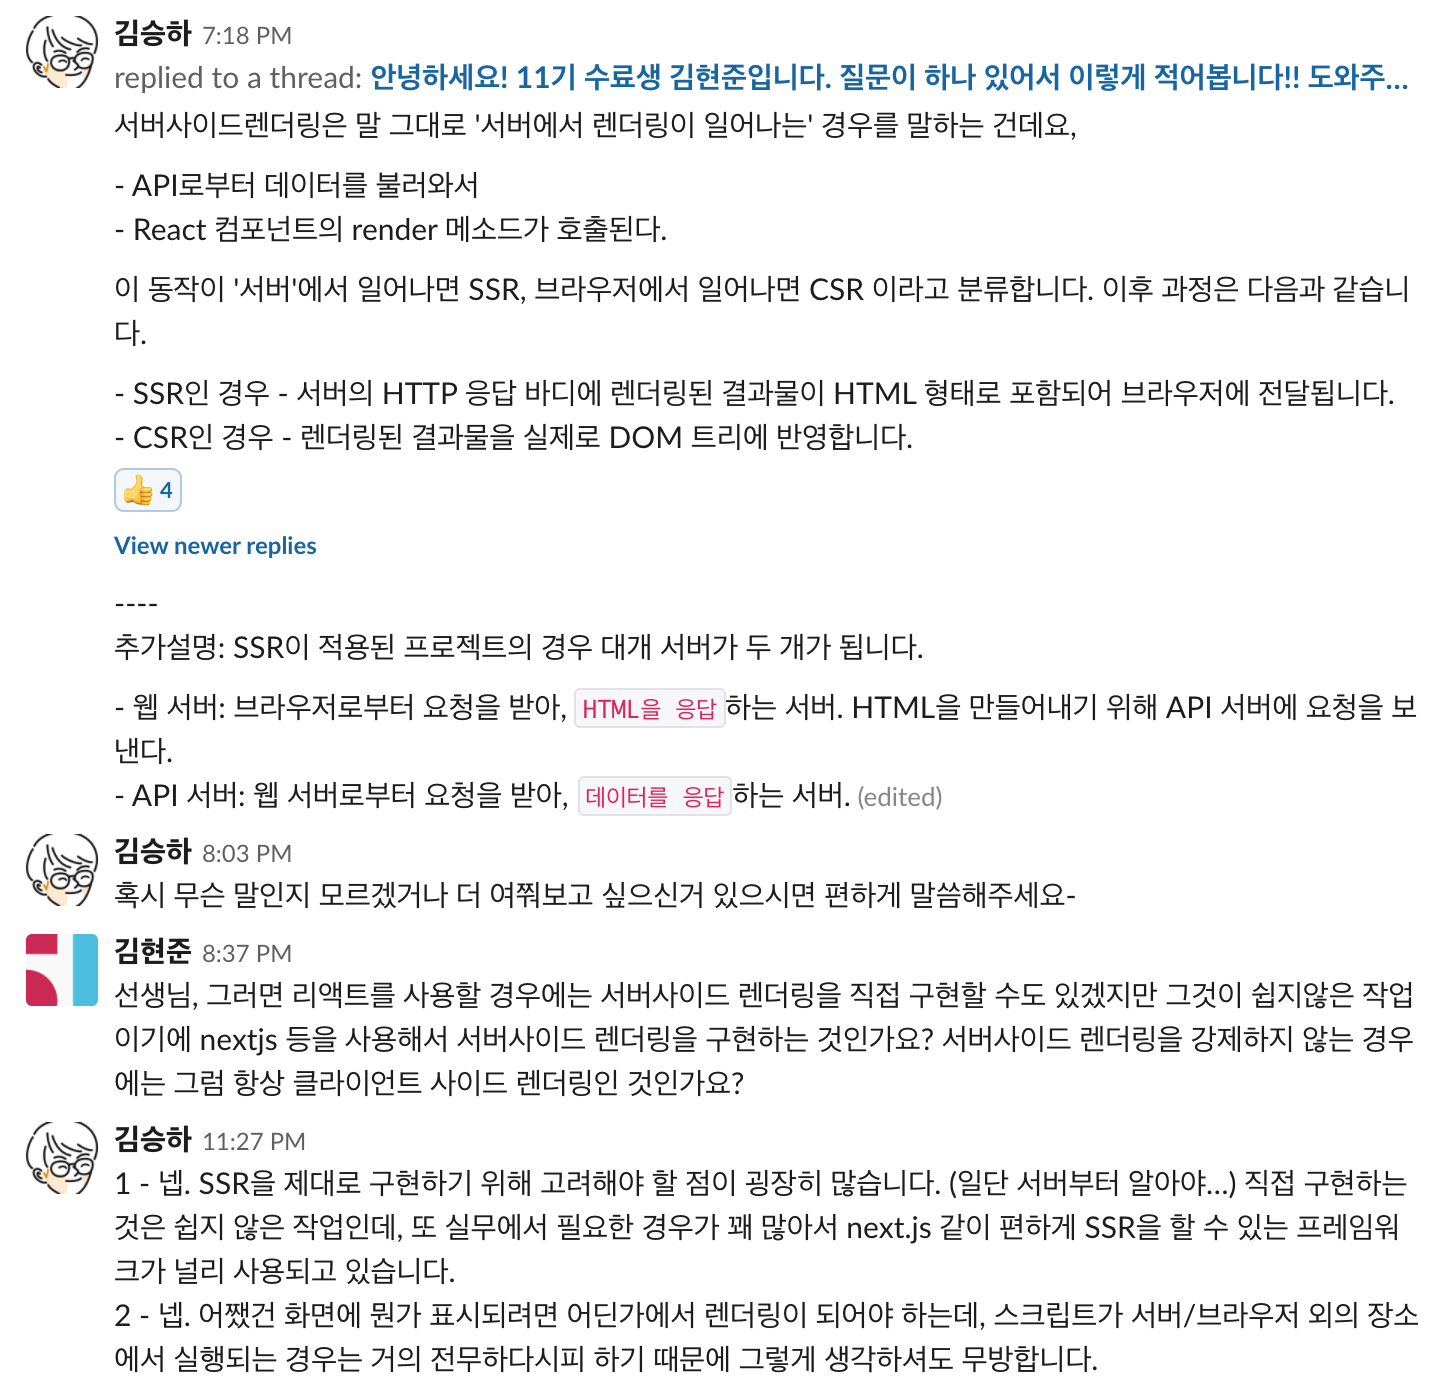 김승하 7:18 PM
replied to a thread: 안녕하세요! 11기 수료생 김현준입니다. 질문이 하나 있어서 이렇게 적어봅니다!! 도와주...
서버사이드렌더링은 말 그대로 '서버에서 렌더링이 일어나는' 경우를 말하는 건데요,
- API로부터 데이터를 불러와서
- React 컴포넌트의 render 메소드가 호출된다.
이 동작이 '서버'에서 일어나면 SSR, 브라우저에서 일어나면 CSR 이라고 분류합니다. 이후 과정은 다음과 같습니
다.
- SSR인 경우 - 서버의 HTTP 응답 바디에 렌더링된 결과물이 HTML 형태로 포함되어 브라우저에 전달됩니다.
- CSR인 경우 - 렌더링된 결과물을 실제로 DOM 트리에 반영합니다.
👍 4
View newer replies
----
추가설명: SSR이 적용된 프로젝트의 경우 대개 서버가 두 개가 됩니다.
- 웹 서버: 브라우저로부터 요청을 받아, HTML을 응답하는 서버. HTML을 만들어내기 위해 API 서버에 요청을 보
낸다.
- API 서버: 웹 서버로부터 요청을 받아, 데이터를 응답하는 서버. (edited)
김승하 8:03 PM
혹시 무슨 말인지 모르겠거나 더 여쭤보고 싶으신거 있으시면 편하게 말씀해주세요-
김현준 8:37 PM
선생님, 그러면 리액트를 사용할 경우에는 서버사이드 렌더링을 직접 구현할 수도 있겠지만 그것이 쉽지않은 작업
이기에 nextjs 등을 사용해서 서버사이드 렌더링을 구현하는 것인가요? 서버사이드 렌더링을 강제하지 않는 경우
에는 그럼 항상 클라이언트 사이드 렌더링인 것인가요?
김승하 11:27 PM
1 - 넵. SSR을 제대로 구현하기 위해 고려해야 할 점이 굉장히 많습니다. (일단 서버부터 알아야...) 직접 구현하는
것은 쉽지 않은 작업인데, 또 실무에서 필요한 경우가 꽤 많아서 next.js 같이 편하게 SSR을 할 수 있는 프레임워
크가 널리 사용되고 있습니다.
2 - 넵. 어쨌건 화면에 뭔가 표시되려면 어딘가에서 렌더링이 되어야 하는데, 스크립트가 서버/브라우저 외의 장소
에서 실행되는 경우는 거의 전무하다시피 하기 때문에 그렇게 생각하셔도 무방합니다.